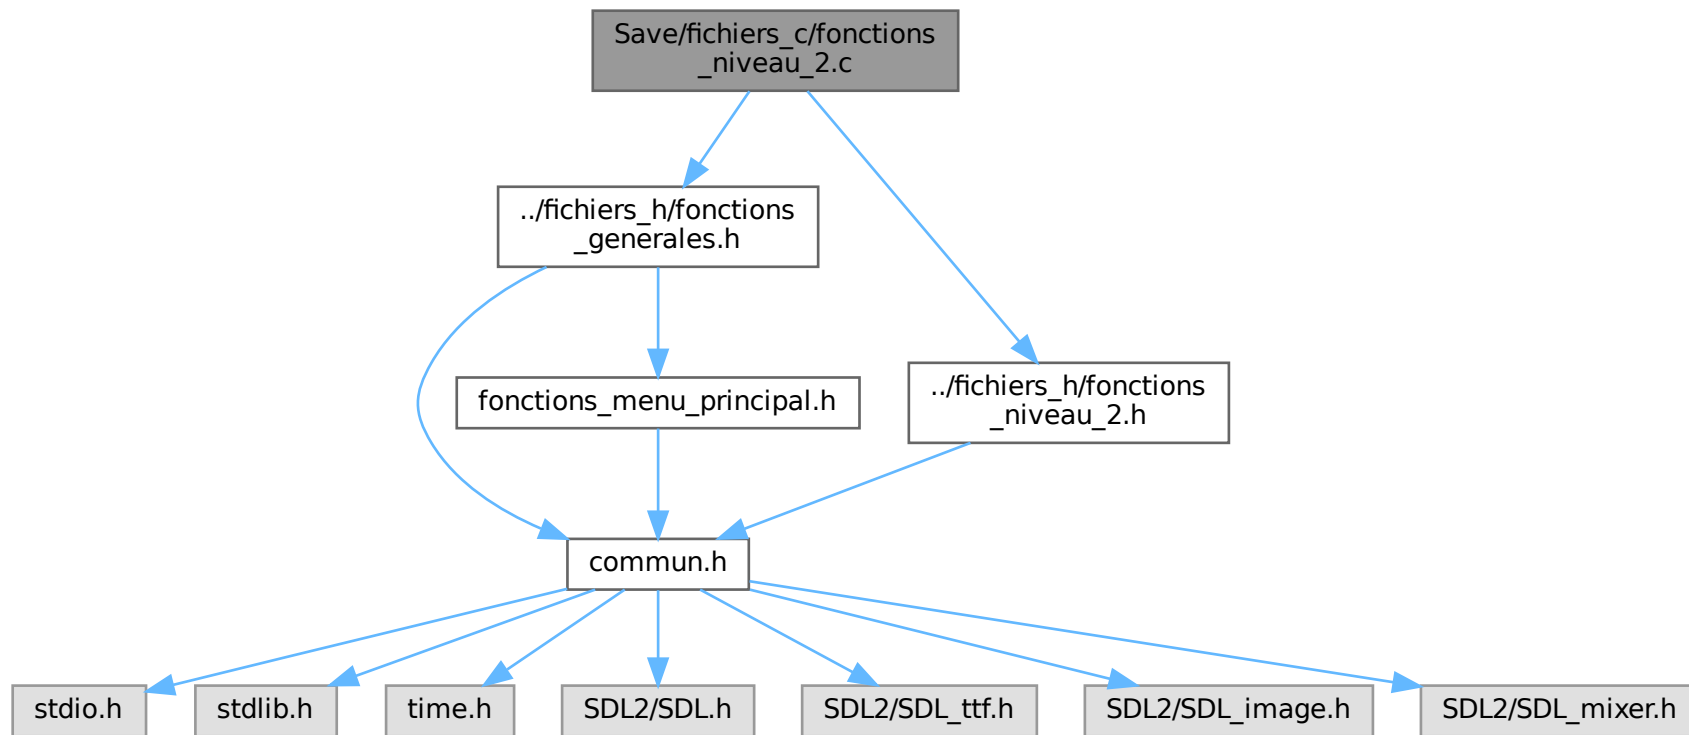 Save/fichiers_c/fonctions
_niveau_2.c
../fichiers_h/fonctions
_generales.h
fonctions_menu_principal.h
../fichiers_h/fonctions
_niveau_2.h
commun.h
stdio.h
stdlib.h
time.h
SDL2/SDL.h
SDL2/SDL_ttf.h
SDL2/SDL_image.h
SDL2/SDL_mixer.h